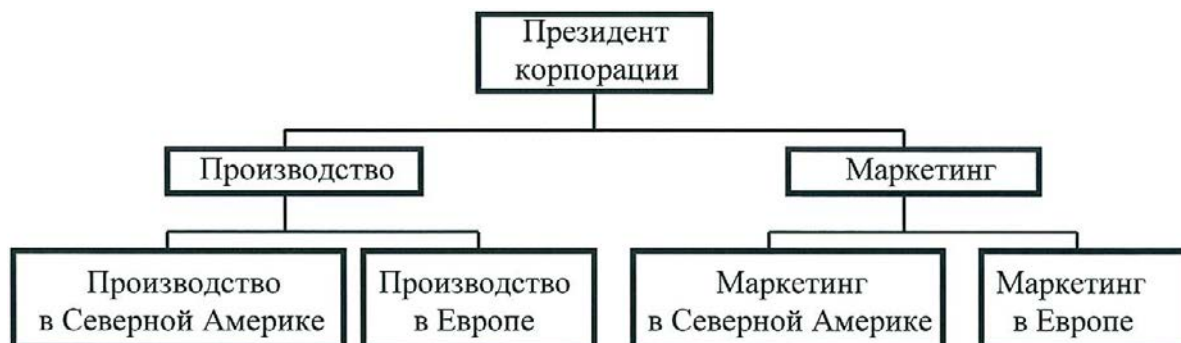 Президент
корпорации
Производство
Маркетинг
Производство
в Северной Америке
Производство
в Европе
Маркетинг
в Северной Америке
Маркетинг
в Европе